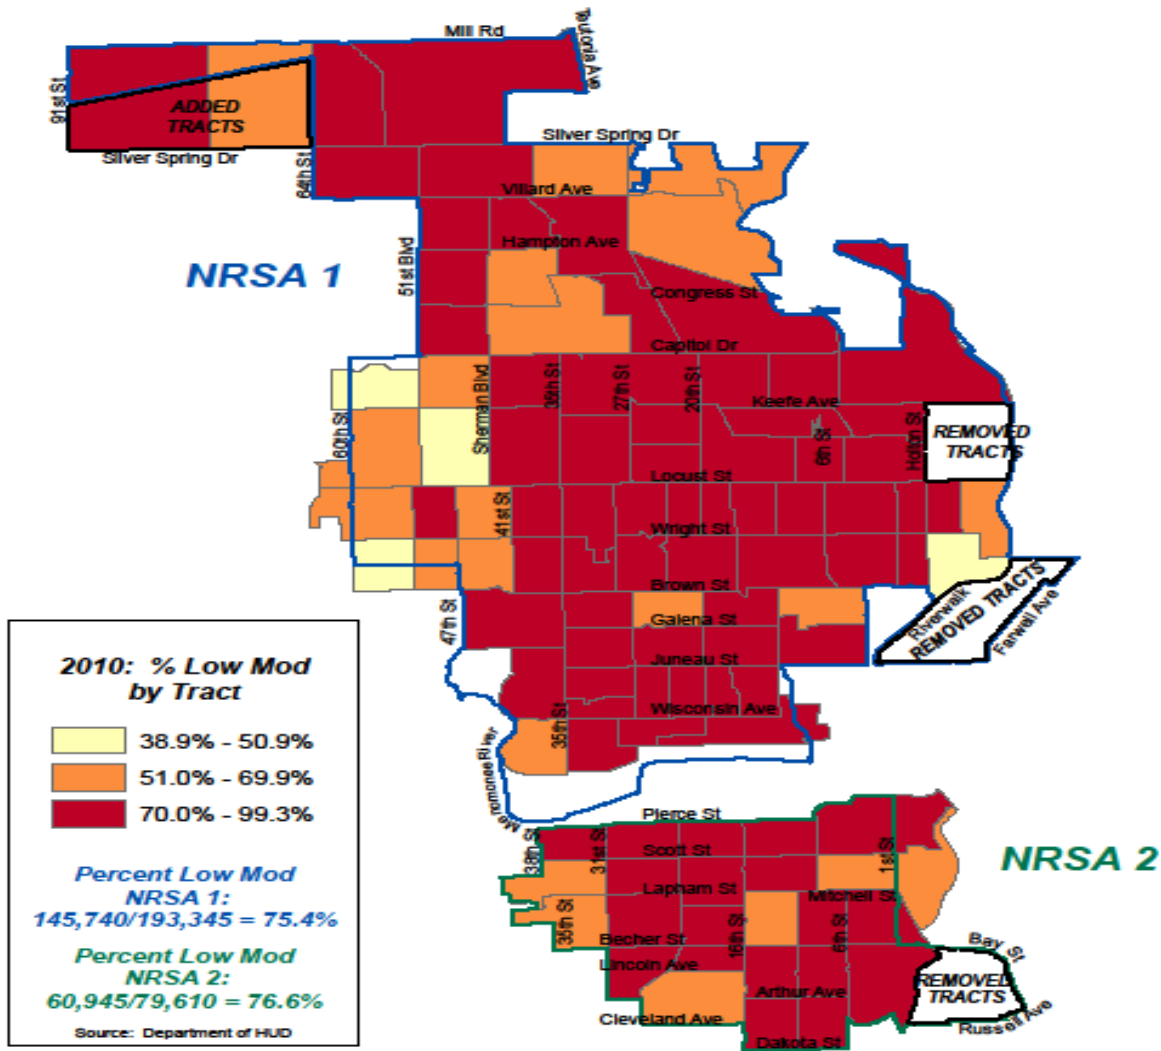 Mill Rd
Teutonia Ave
91st St
ADDED
TRACTS
Silver Spring Dr
Silver Spring Dr
64th St
Villard Ave
Hampton Ave
51st Blvd
NRSA 1
Congress St
Capitol Dr
Sherman Blvd
35th St
27th St
20th St
Keefe Ave
60th St
6th St
Holton St
REMOVED
TRACTS
Locust St
41st St
Wright St
Brown St
Riverwalk
REMOVED TRACTS
Farwell Ave
47th St
Galena St
Juneau St
Wisconsin Ave
35th St
Menomonee River
2010: % Low Mod
by Tract
38.9% - 50.9%
51.0% - 69.9%
70.0% - 99.3%
Percent Low Mod
NRSA 1:
145,740/193,345 = 75.4%
Percent Low Mod
NRSA 2:
60,945/79,610 = 76.6%
Source: Department of HUD
Pierce St
38th St
31st St
Scott St
1st St
NRSA 2
Lapham St
Mitchell St
35th St
16th St
6th St
Becher St
Bay St
Lincoln Ave
Arthur Ave
REMOVED
TRACTS
Cleveland Ave
Russell Ave
Dakota St